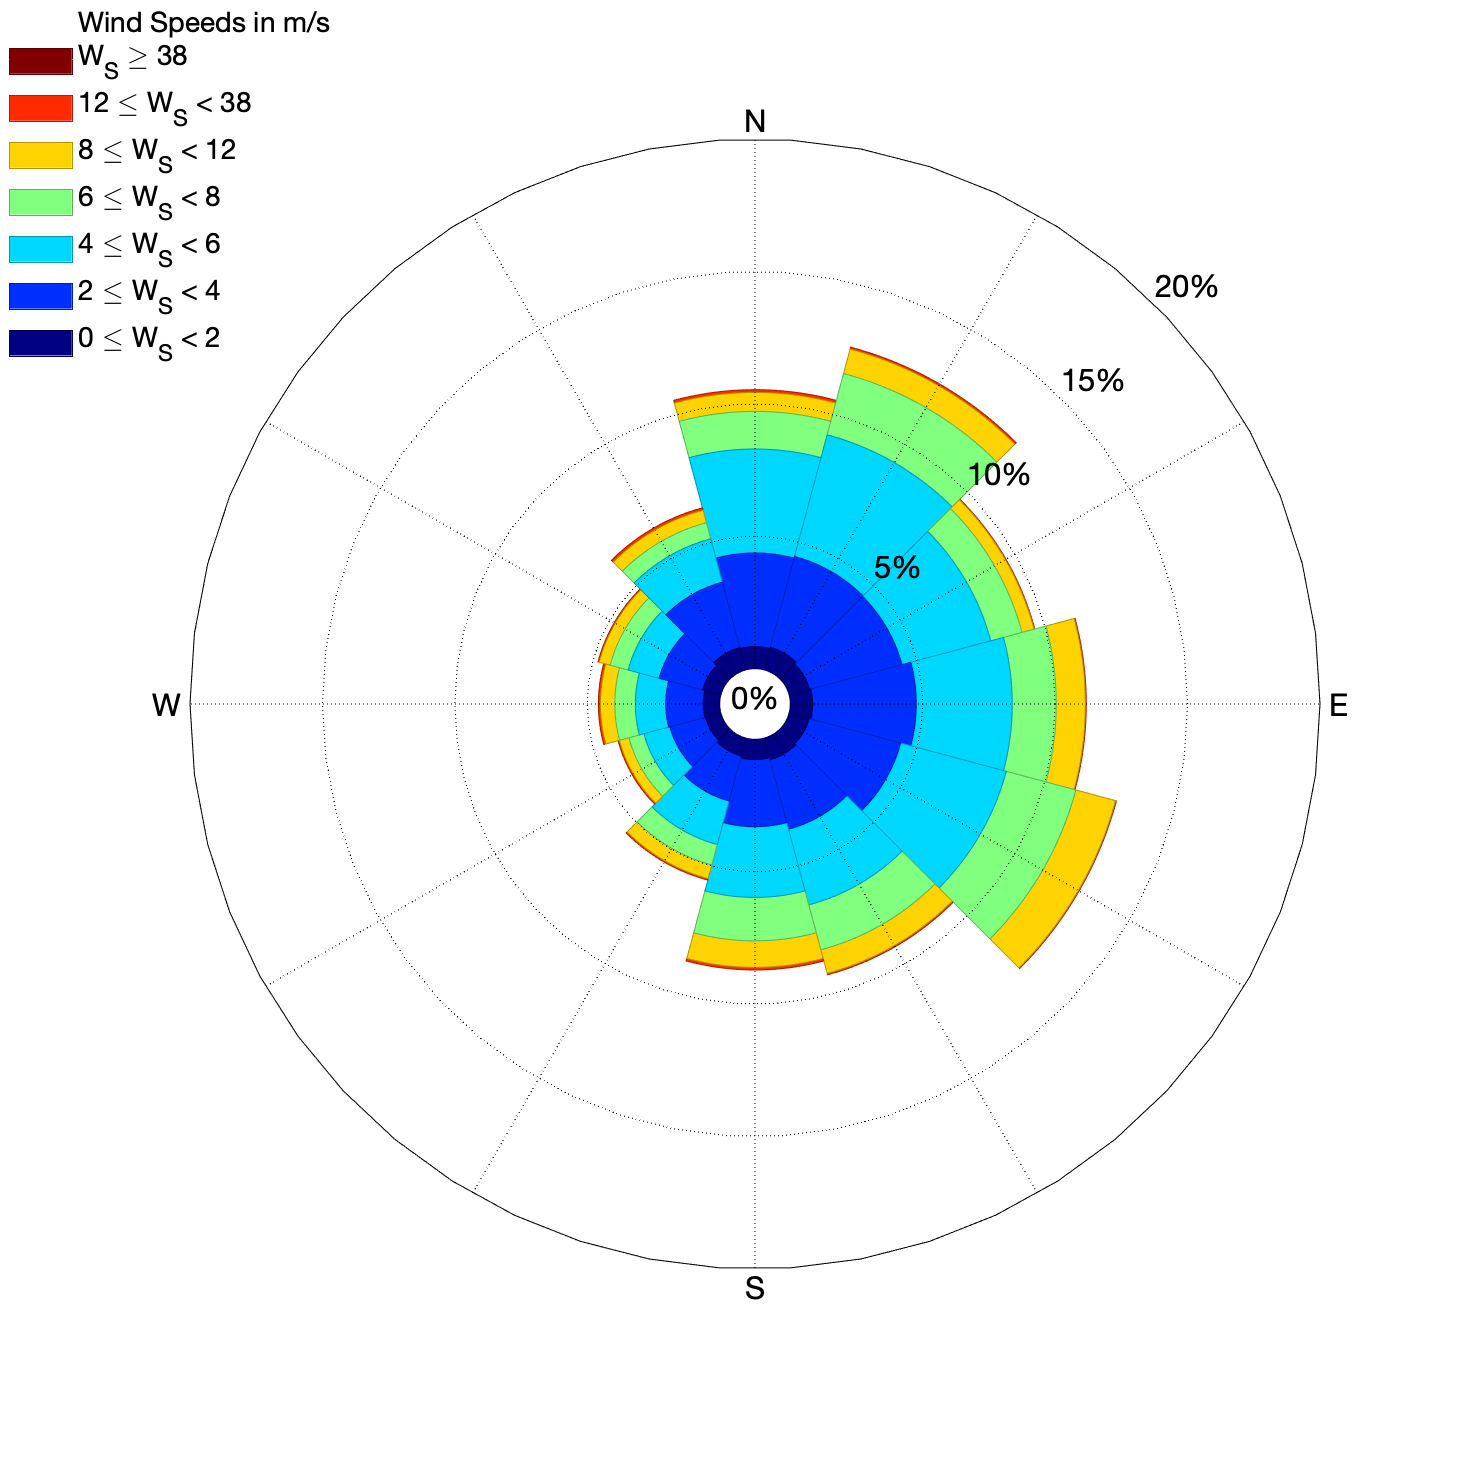 Wind Speeds in m/s
W_S ≥ 38
12 ≤ W_S < 38
8 ≤ W_S < 12
6 ≤ W_S < 8
4 ≤ W_S < 6
2 ≤ W_S < 4
0 ≤ W_S < 2
N
20%
15%
10%
5%
0%
W
E
S